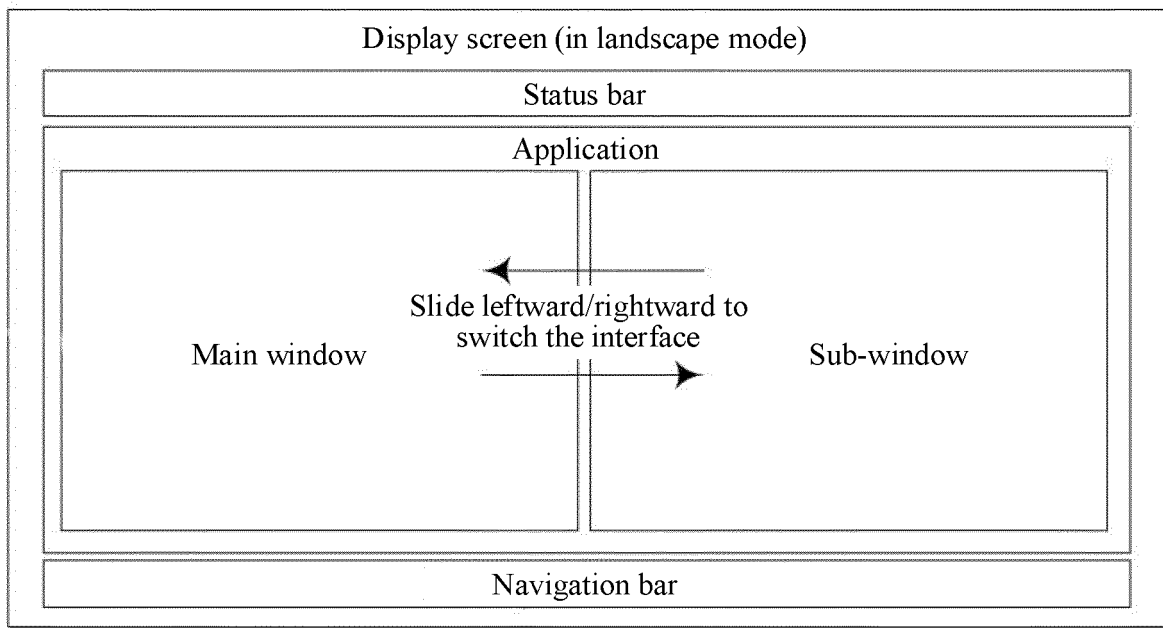 Display screen (in landscape mode)
Status bar
Application
Slide leftward/rightward to
switch the interface
Main window
Sub-window
Navigation bar